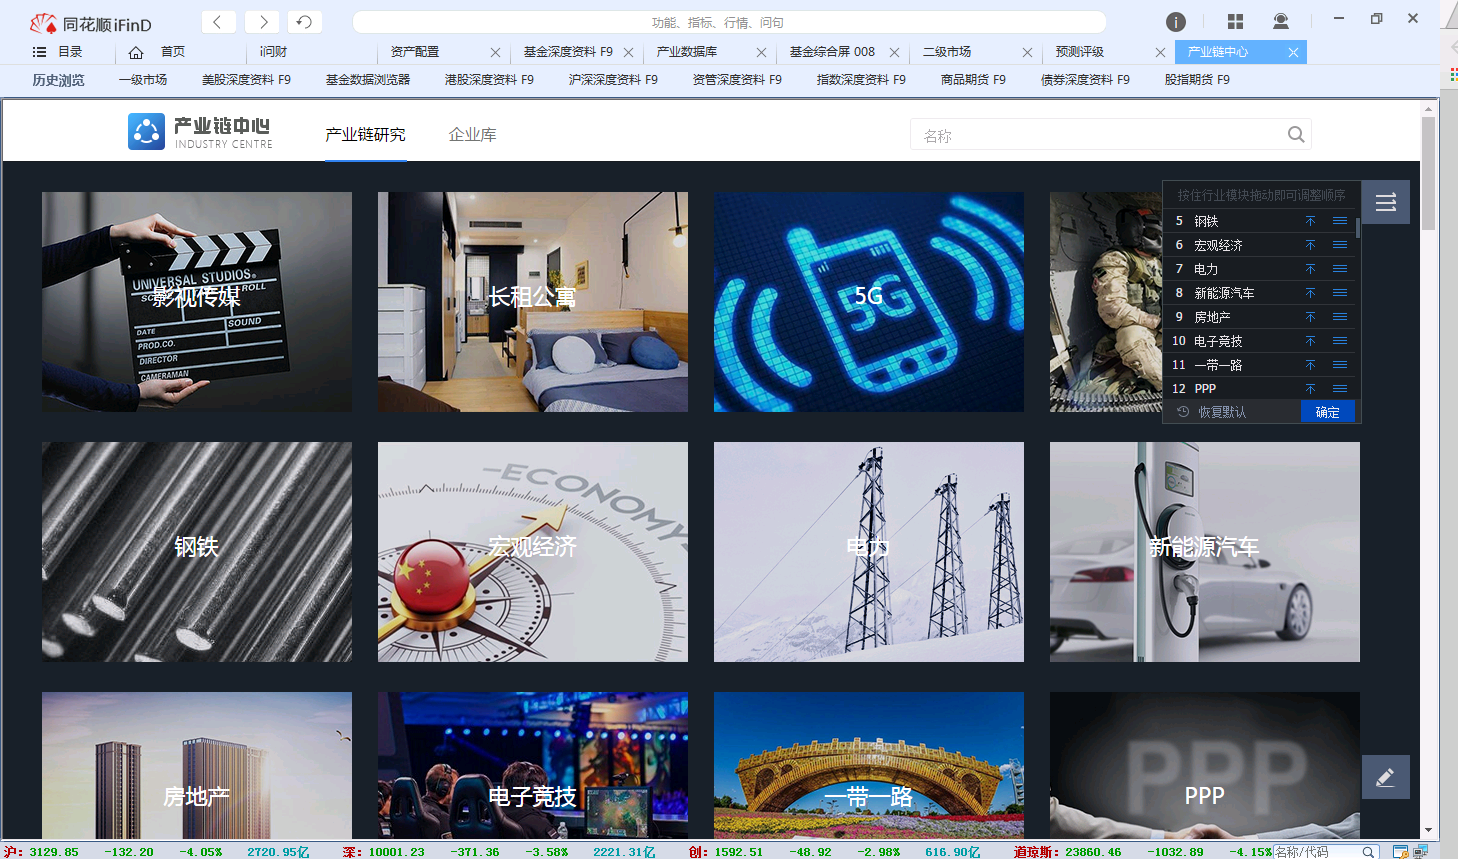 同花顺 iFinD
功能、指标、行情、问句
目录 首页 i问财 资产配置 基金深度资料 F9 产业数据库 基金综合屏 008 二级市场 预测评级 产业链中心
历史浏览 一级市场 美股深度资料 F9 基金数据浏览器 港股深度资料 F9 沪深深度资料 F9 资管深度资料 F9 指数深度资料 F9 商品期货 F9 债券深度资料 F9 股指期货 F9
产业链中心
INDUSTRY CENTRE
产业链研究 企业库 名称
按住行业模块拖动即可调整顺序
5 钢铁
6 宏观经济
7 电力
8 新能源汽车
9 房地产
10 电子竞技
11 一带一路
12 PPP
恢复默认 确定
UNIVERSAL STUDIOS
ROLL
影视传媒
DATE
SOUND
PROD.CO.
DIRECTOR
CAMERAMAN
长租公寓
5G
5G
钢铁
ECONOMY
宏观经济
电力
新能源汽车
房地产
电子竞技
一带一路
PPP
PPP
沪: 3129.85 -132.20 -4.05% 2720.95亿 深: 10001.23 -371.36 -3.58% 2221.31亿 创: 1592.51 -48.92 -2.98% 616.90亿 道琼斯: 23860.46 -1032.89 -4.15% 名称/代码